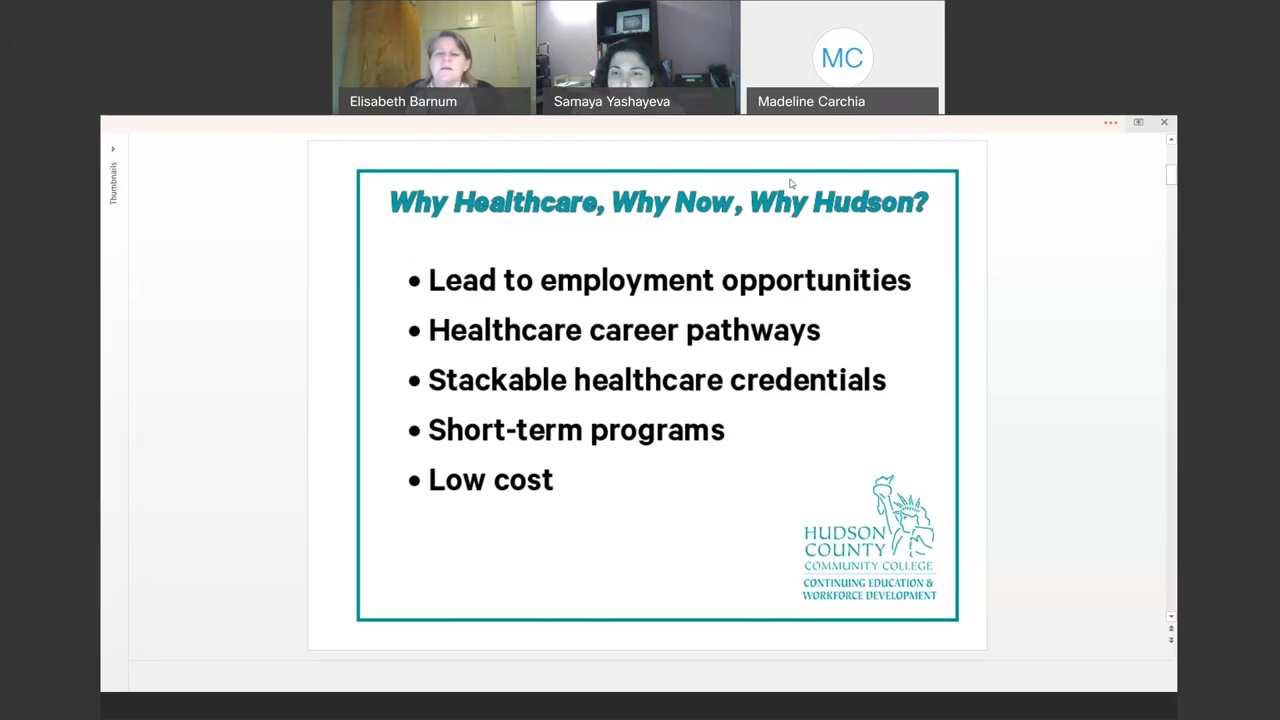 MC
Elisabeth Barnum
Samaya Yashayeva
Madeline Carchia
Thumbnails
Why Healthcare, Why Now, Why Hudson?
• Lead to employment opportunities
• Healthcare career pathways
• Stackable healthcare credentials
• Short-term programs
• Low cost
HUDSON
COUNTY
COMMUNITY COLLEGE
CONTINUING EDUCATION &
WORKFORCE DEVELOPMENT